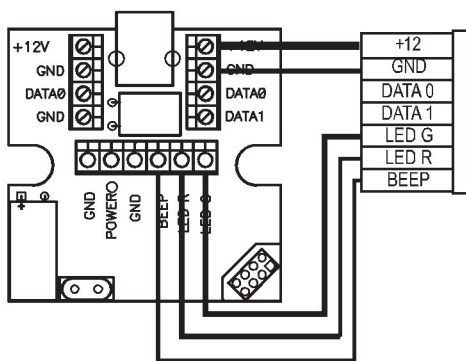 +12V
GND
DATA0
GND
+12V
GND
DATA0
DATA1
GND
POWERO
GND
BEEP
LED R
LED G
+
+12
GND
DATA 0
DATA 1
LED G
LED R
BEEP